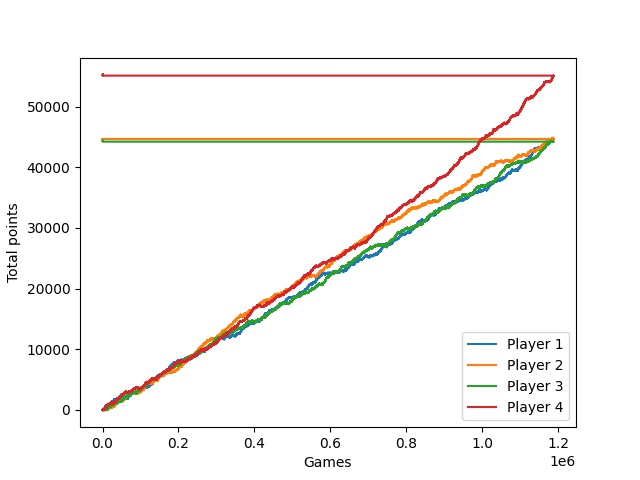 50000
40000
30000
20000
10000
0
Total points
0.0 0.2 0.4 0.6 0.8 1.0 1.2
1e6
Games
Player 1
Player 2
Player 3
Player 4